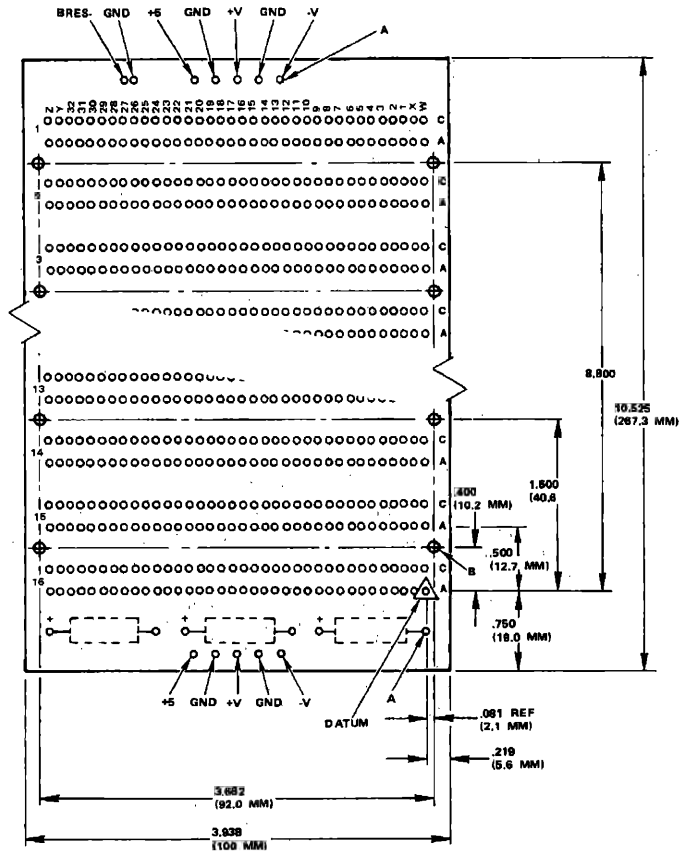 BRES- GND +5 GND +V GND -V
A
Z Y 32 31 30 29 28 27 26 25 24 23 22 21 20 19 18 17 16 15 14 13 12 11 10 9 8 7 6 5 4 3 2 1 X W
1 C
A
C
3 C
A
C
A
13
14 C
A
15 C
A
16 C
A
B
8,800
10.525
(267,3 MM)
1.600
(40,6
.400
(10.2 MM)
.500
(12.7 MM)
.750
(19.0 MM)
+ + +
+5 GND +V GND -V
A
DATUM
.081 REF
(2,1 MM)
.219
(5.6 MM)
3.682
(92.0 MM)
3.938
(100 MM)